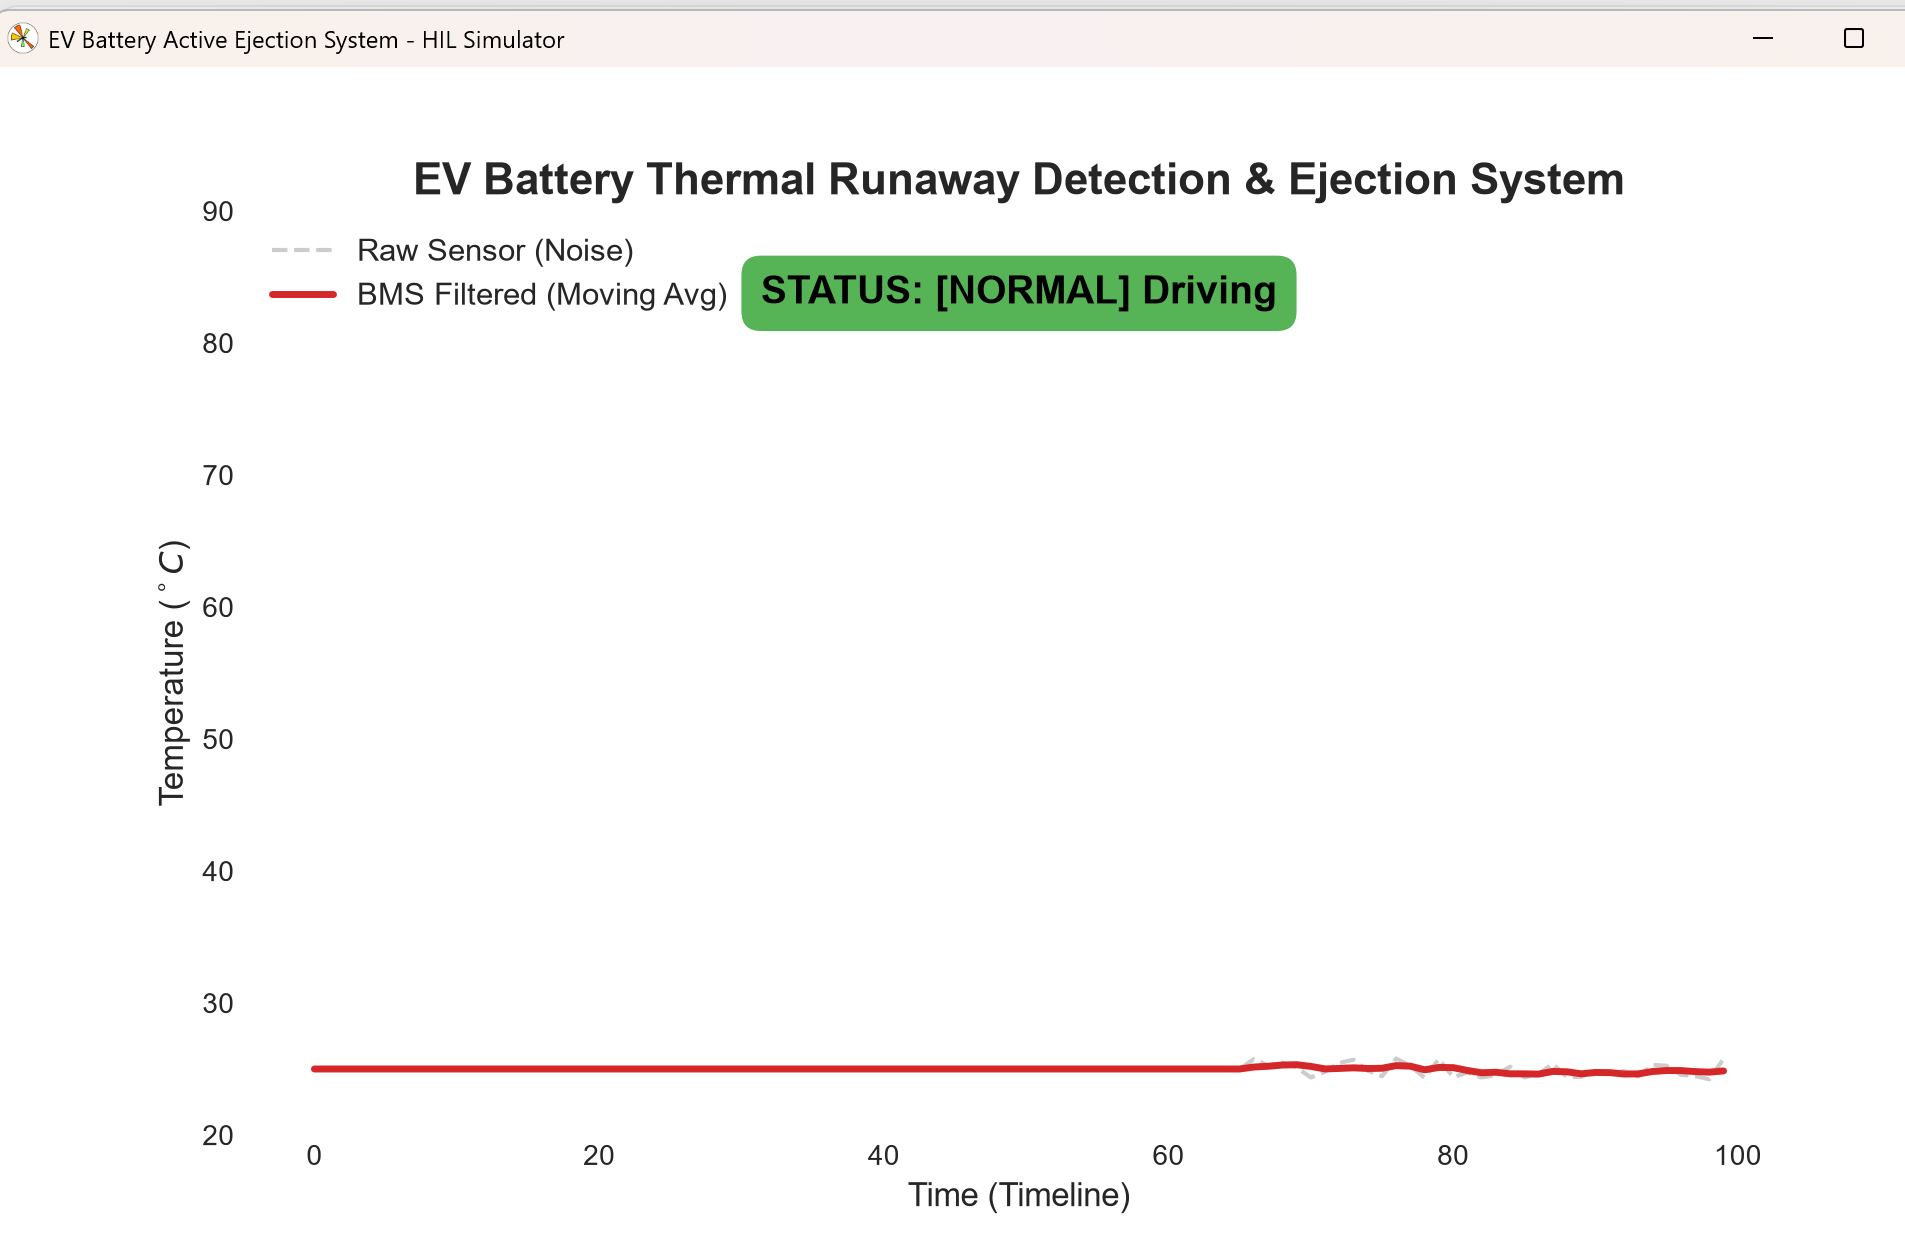 EV Battery Active Ejection System - HIL Simulator
EV Battery Thermal Runaway Detection & Ejection System
Raw Sensor (Noise)
BMS Filtered (Moving Avg)
STATUS: [NORMAL] Driving
Temperature (°C)
90
80
70
60
50
40
30
20
0 20 40 60 80 100
Time (Timeline)